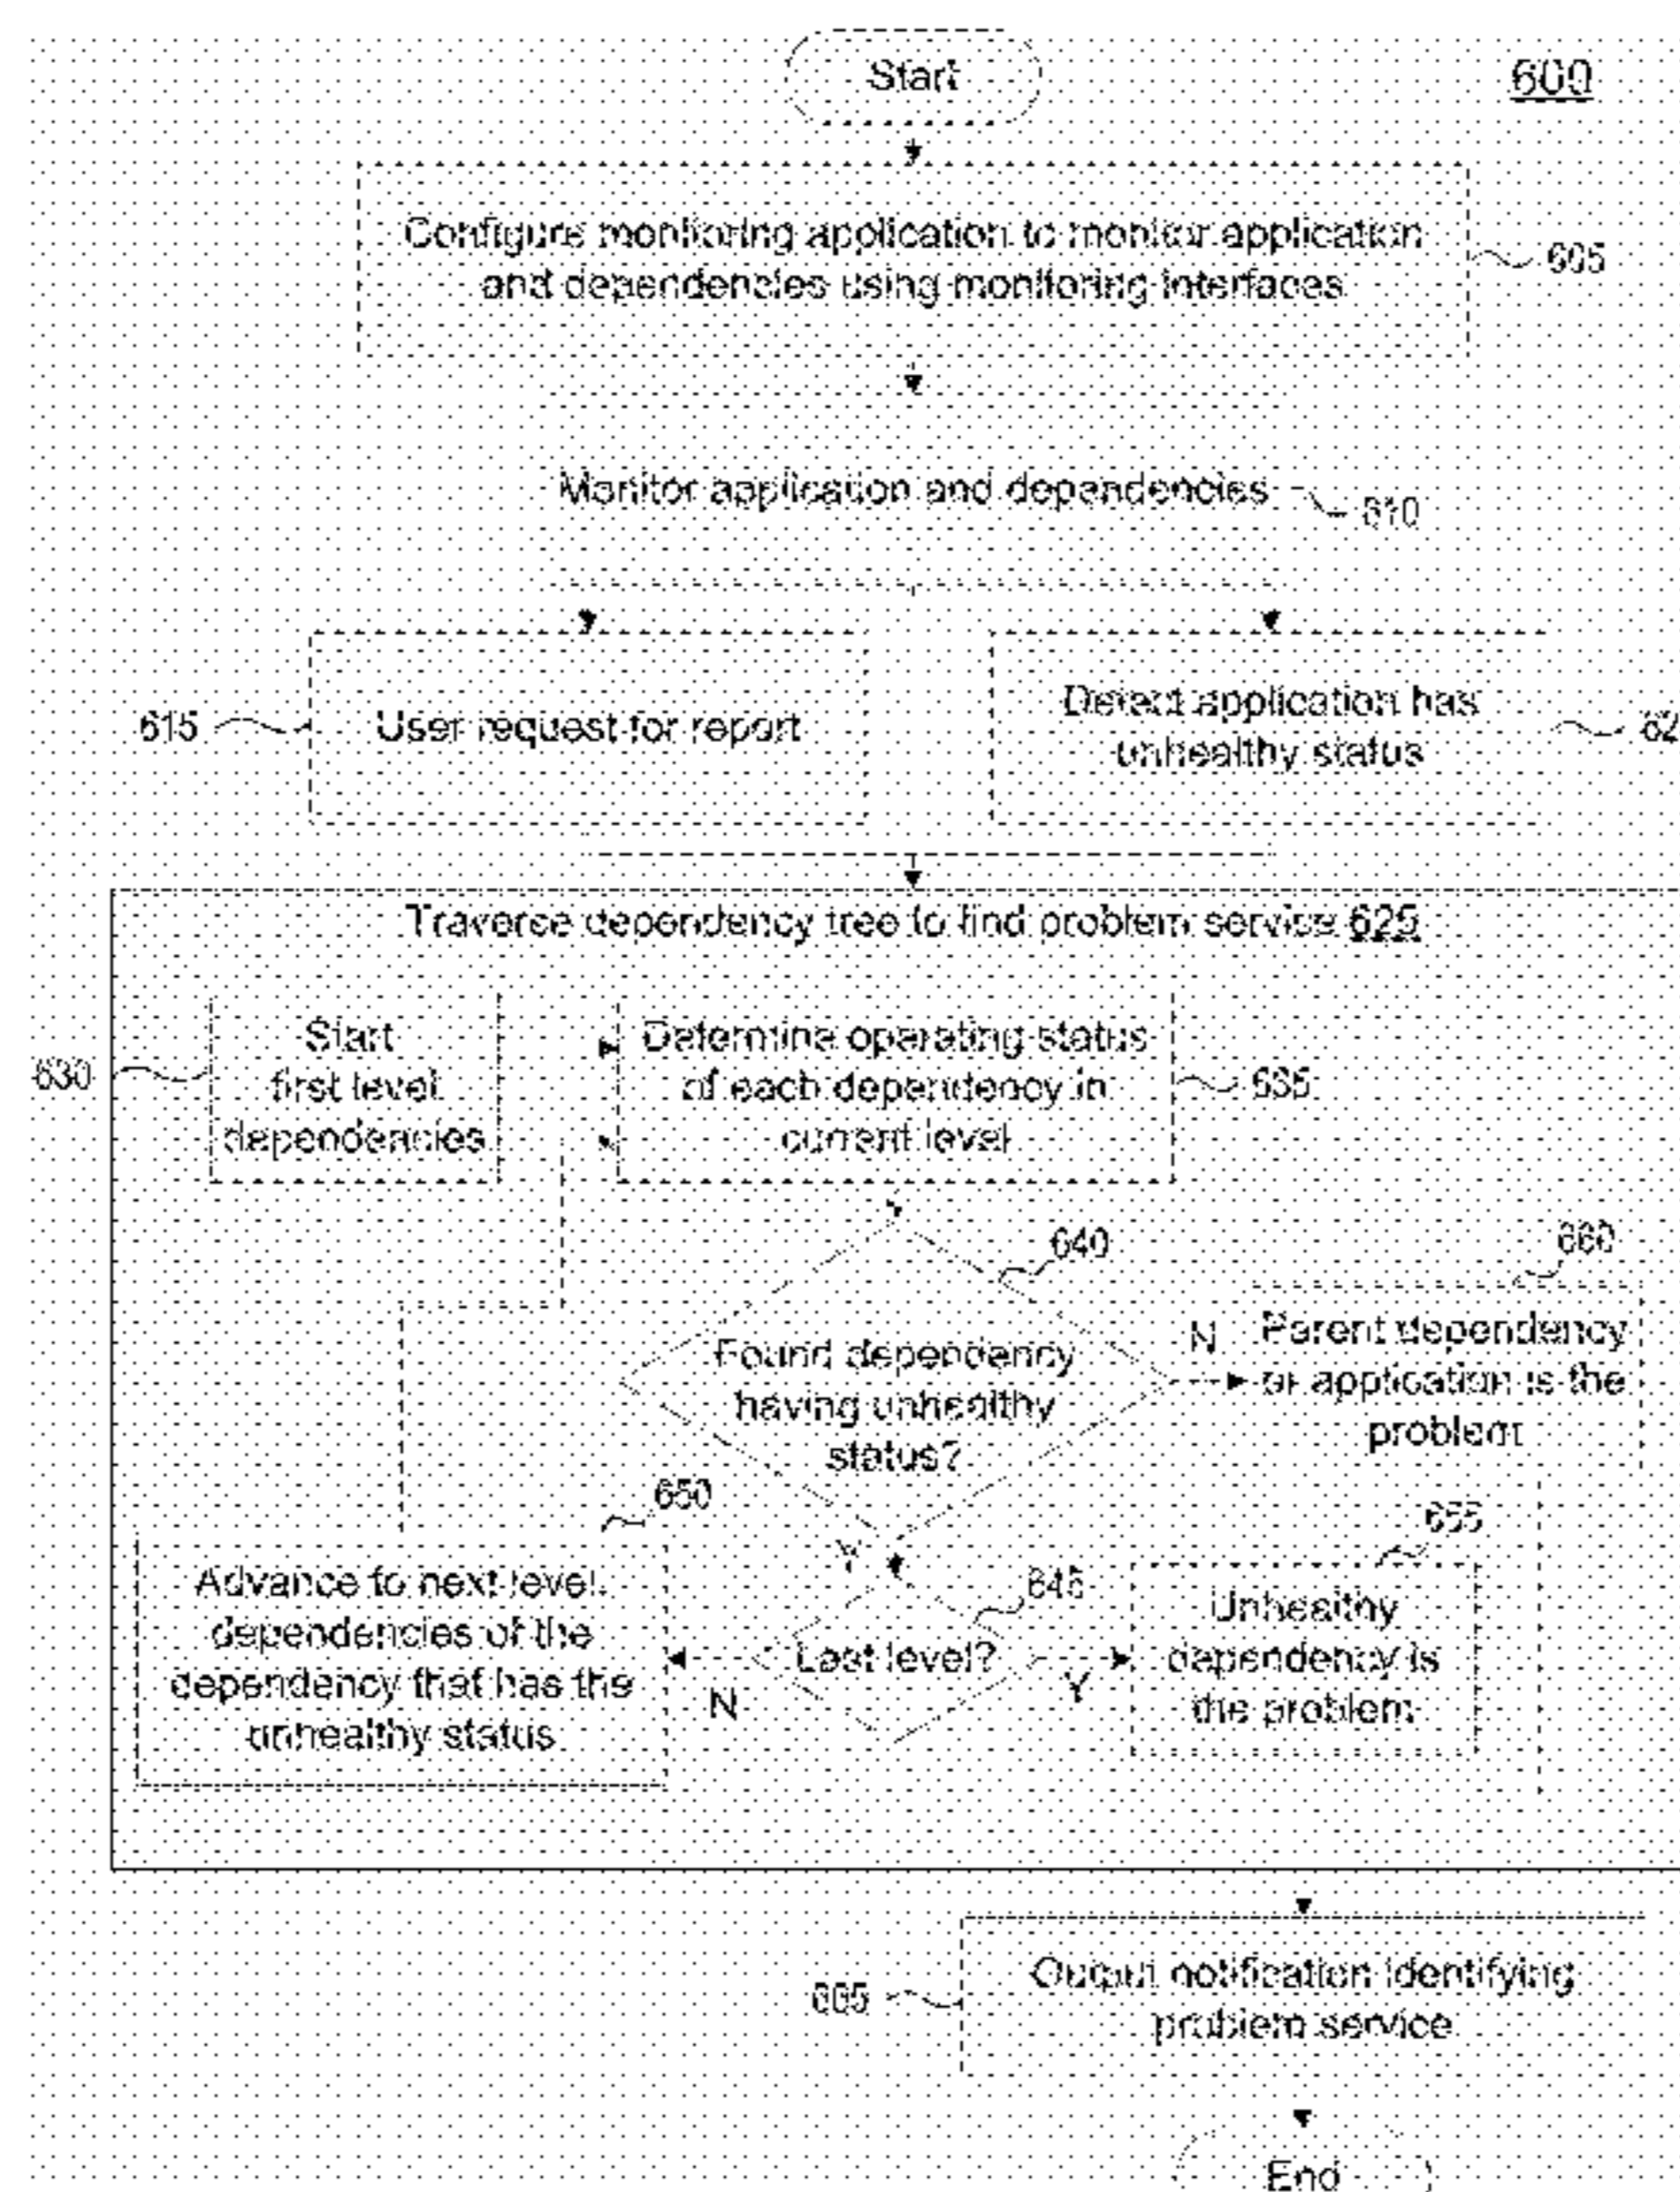 Start
600
Configure monitoring application to monitor application
and dependencies using monitoring interfaces
605
Monitor application and dependencies
610
615
User request for report
Detect application has
unhealthy status
62
Traverse dependency tree to find problem service 625
630
Start
first level
dependencies
Determine operating status
of each dependency in
current level
635
640
660
Found dependency
having unhealthy
status?
N
Parent dependency
or application is the
problem
650
Y
645
655
Advance to next level
dependencies of the
dependency that has the
unhealthy status
N
Last level?
Y
Unhealthy
dependency is
the problem
665
Output notification identifying
problem service
End